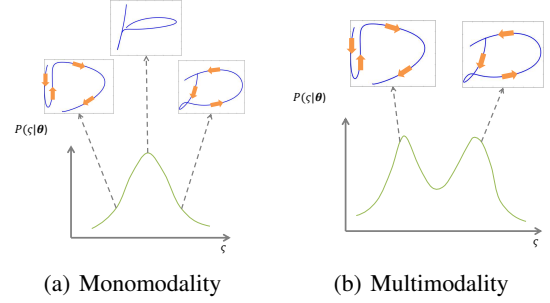 P(ς|θ)
ς
(a) Monomodality
P(ς|θ)
ς
(b) Multimodality